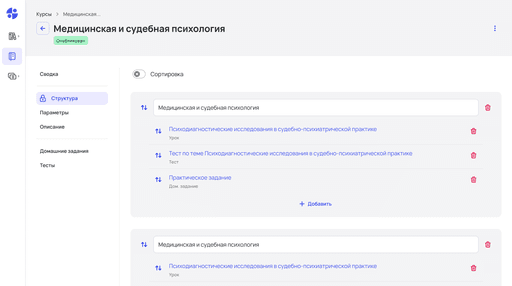 Курсы > Медицинская...
Медицинская и судебная психология
Опубликован
Сводка
Структура
Параметры
Описание
Домашние задания
Тесты
Сортировка
Медицинская и судебная психология
Психодиагностические исследования в судебно-психиатрической практике
Урок
Тест по теме Психодиагностические исследования в судебно-психиатрической практике
Тест
Практическое задание
Дом. задание
+ Добавить
Медицинская и судебная психология
Психодиагностические исследования в судебно-психиатрической практике
Урок